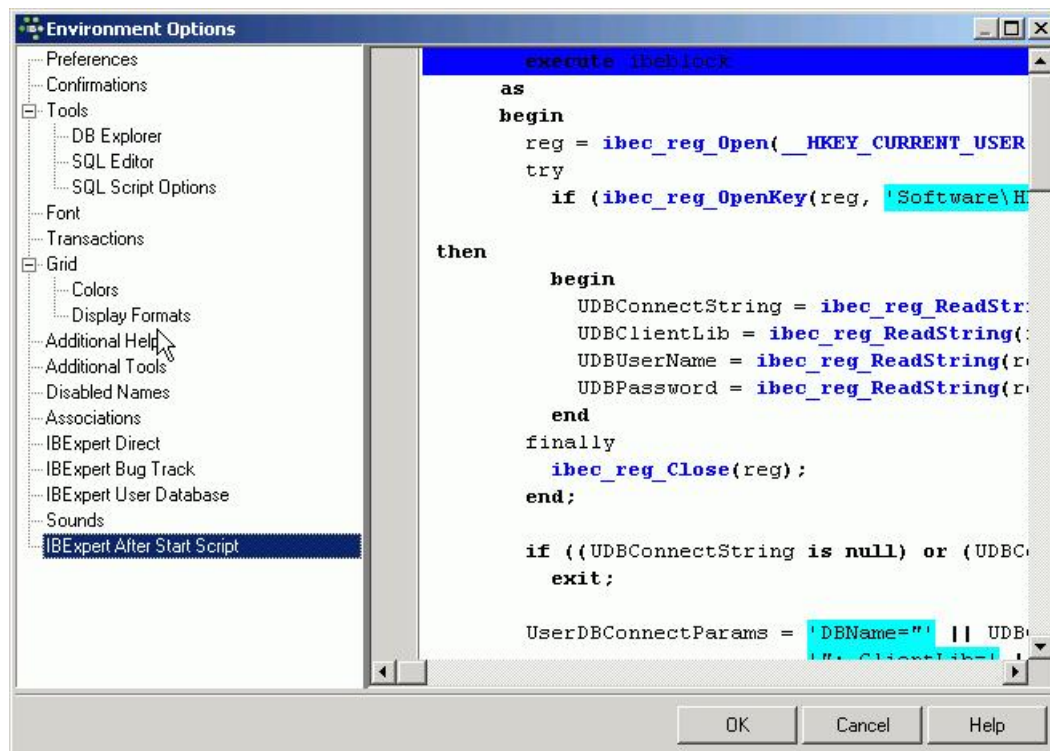 Environment Options
Preferences
Confirmations
Tools
DB Explorer
SQL Editor
SQL Script Options
Font
Transactions
Grid
Colors
Display Formats
Additional Help
Additional Tools
Disabled Names
Associations
IBExpert Direct
IBExpert Bug Track
IBExpert User Database
Sounds
IBExpert After Start Script
execute ibeblock
as
begin
reg = ibec_reg_Open(__HKEY_CURRENT_USER
try
if (ibec_reg_OpenKey(reg, 'Software\H
then
begin
UDBConnectString = ibec_reg_ReadStr
UDBClientLib = ibec_reg_ReadString(
UDBUserName = ibec_reg_ReadString(r
UDBPassword = ibec_reg_ReadString(r
end
finally
ibec_reg_Close(reg);
end;
if ((UDBConnectString is null) or (UDBC
exit;
UserDBConnectParams = 'DBName="' || UDB
'"; ClientLib='
OK
Cancel
Help